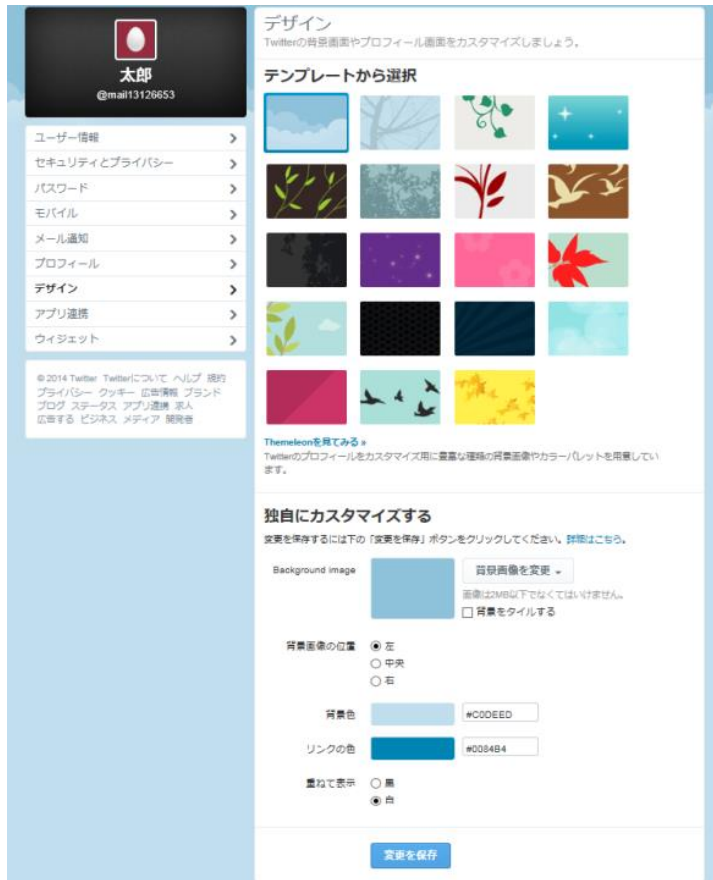 太郎
@mail13126653
ユーザー情報
セキュリティとプライバシー
パスワード
モバイル
メール通知
プロフィール
デザイン
アプリ連携
ウィジェット
© 2014 Twitter Twitterについて ヘルプ 規約
プライバシー クッキー 広告情報 ブランド
ブログ ステータス アプリ連携 求人
広告する ビジネス メディア 開発者
デザイン
Twitterの背景画面やプロフィール画面をカスタマイズしましょう。
テンプレートから選択
Themeleonを見てみる »
Twitterのプロフィールをカスタマイズ用に豊富な種類の背景画像やカラーパレットを用意してい
ます。
独自にカスタマイズする
変更を保存するには下の「変更を保存」ボタンをクリックしてください。詳細はこちら。
Background image
背景画像を変更
画像は2MB以下でなくてはいけません。
背景をタイルする
背景画像の位置
左
中央
右
背景色
#C0DEED
リンクの色
#0084B4
重ねて表示
黒
白
変更を保存